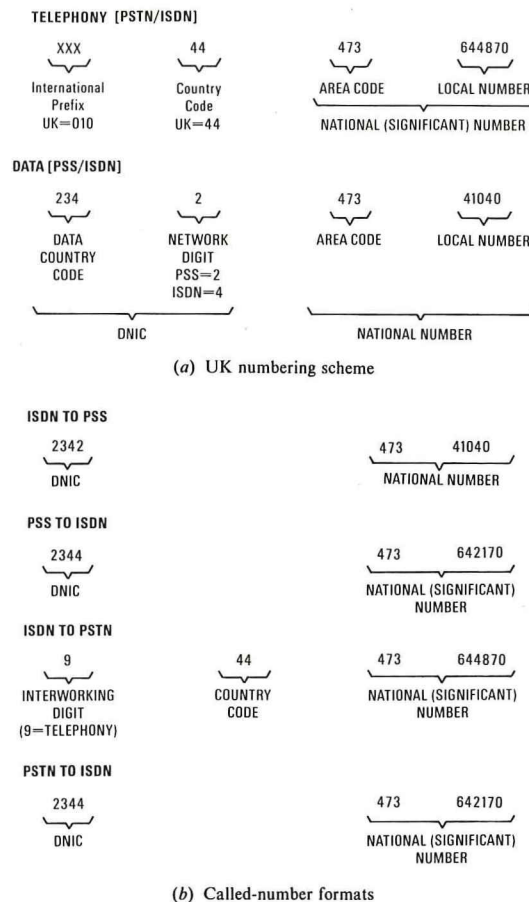 TELEPHONY [PSTN/ISDN]
XXX 44 473 644870
International Prefix UK=010
Country Code UK=44
AREA CODE
LOCAL NUMBER
NATIONAL (SIGNIFICANT) NUMBER
DATA [PSS/ISDN]
234 2 473 41040
DATA COUNTRY CODE
NETWORK DIGIT PSS=2 ISDN=4
AREA CODE
LOCAL NUMBER
DNIC
NATIONAL NUMBER
(a) UK numbering scheme
ISDN TO PSS
2342 473 41040
DNIC
NATIONAL NUMBER
PSS TO ISDN
2344 473 642170
DNIC
NATIONAL (SIGNIFICANT) NUMBER
ISDN TO PSTN
9 44 473 644870
INTERWORKING DIGIT (9=TELEPHONY)
COUNTRY CODE
NATIONAL (SIGNIFICANT) NUMBER
PSTN TO ISDN
2344 473 642170
DNIC
NATIONAL (SIGNIFICANT) NUMBER
(b) Called-number formats